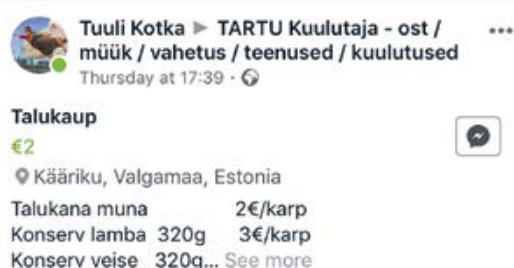 Tuuli Kotka ▶ TARTU Kuulutaja - ost /
müük / vahetus / teenused / kuulutused
Thursday at 17:39 ·
Talukaup
€2
Kääriku, Valgamaa, Estonia
Talukana muna 2€/karp
Konserv lamba 320g 3€/karp
Konserv veise 320g... See more